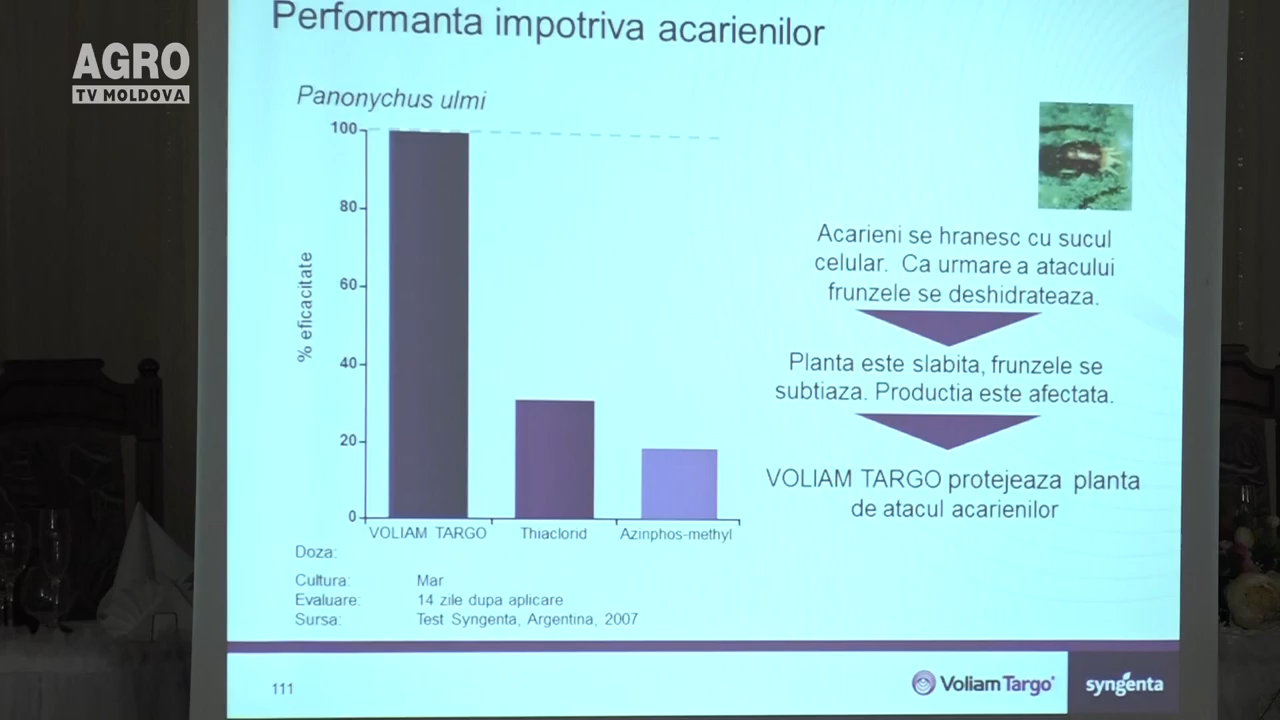 Performanta impotriva acarienilor
AGRO
TV MOLDOVA
Panonychus ulmi
100
80
60
40
20
0
% eficacitate
VOLIAM TARGO
Thiaclorid
Azinphos-methyl
Doza:
Cultura: Mar
Evaluare: 14 zile dupa aplicare
Sursa: Test Syngenta, Argentina, 2007
Acarieni se hranesc cu sucul
celular. Ca urmare a atacului
frunzele se deshidrateaza.
Planta este slabita, frunzele se
subtiaza. Productia este afectata.
VOLIAM TARGO protejeaza planta
de atacul acarienilor
111
Voliam Targo
syngenta